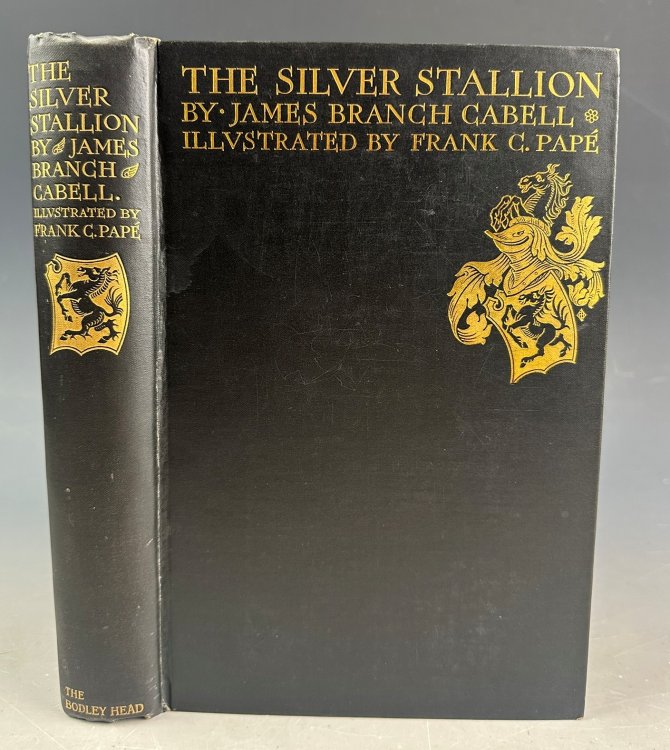 THE
SILVER
STALLION
BY JAMES
BRANCH
CABELL.
ILLVSTRATED BY
FRANK C. PAPÉ
THE
BODLEY HEAD
THE SILVER STALLION
BY · JAMES BRANCH CABELL
ILLVSTRATED BY FRANK C. PAPÉ